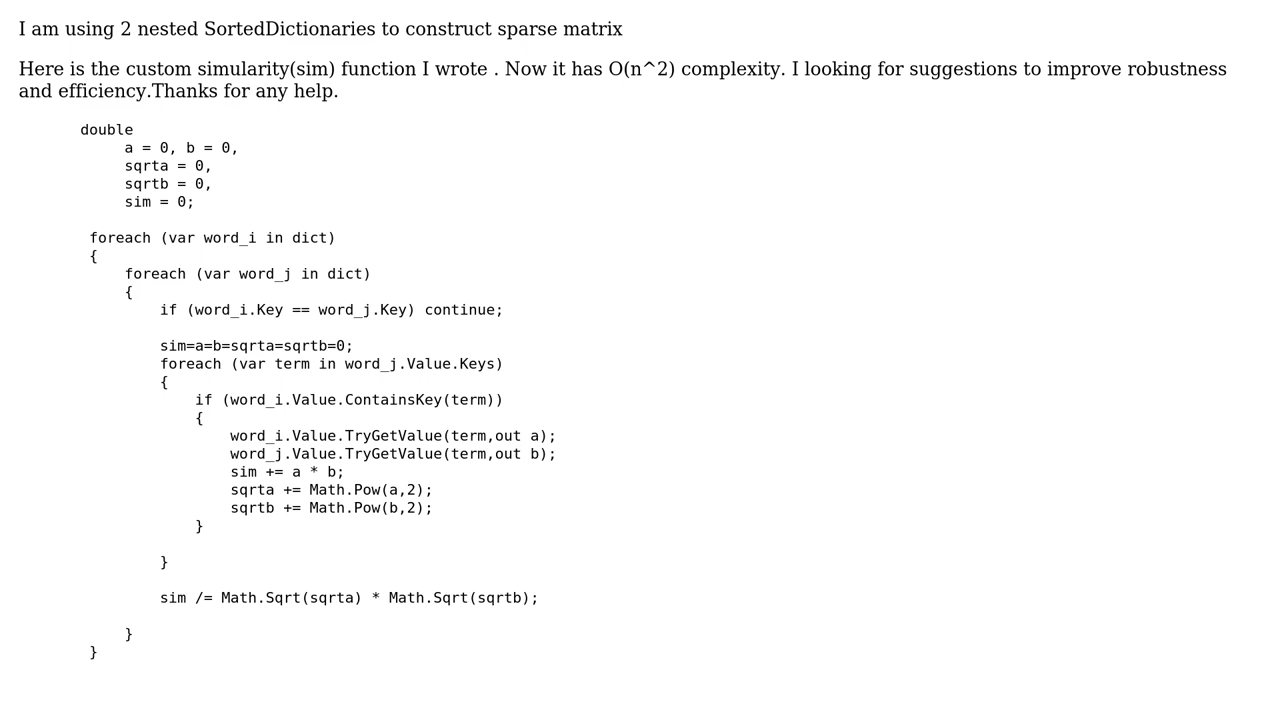 I am using 2 nested SortedDictionaries to construct sparse matrix
Here is the custom simularity(sim) function I wrote . Now it has O(n^2) complexity. I looking for suggestions to improve robustness
and efficiency.Thanks for any help.
double
a = 0, b = 0,
sqrta = 0,
sqrtb = 0,
sim = 0;
foreach (var word_i in dict)
{
foreach (var word_j in dict)
{
if (word_i.Key == word_j.Key) continue;
sim=a=b=sqrta=sqrtb=0;
foreach (var term in word_j.Value.Keys)
{
if (word_i.Value.ContainsKey(term))
{
word_i.Value.TryGetValue(term,out a);
word_j.Value.TryGetValue(term,out b);
sim += a * b;
sqrta += Math.Pow(a,2);
sqrtb += Math.Pow(b,2);
}
}
sim /= Math.Sqrt(sqrta) * Math.Sqrt(sqrtb);
}
}